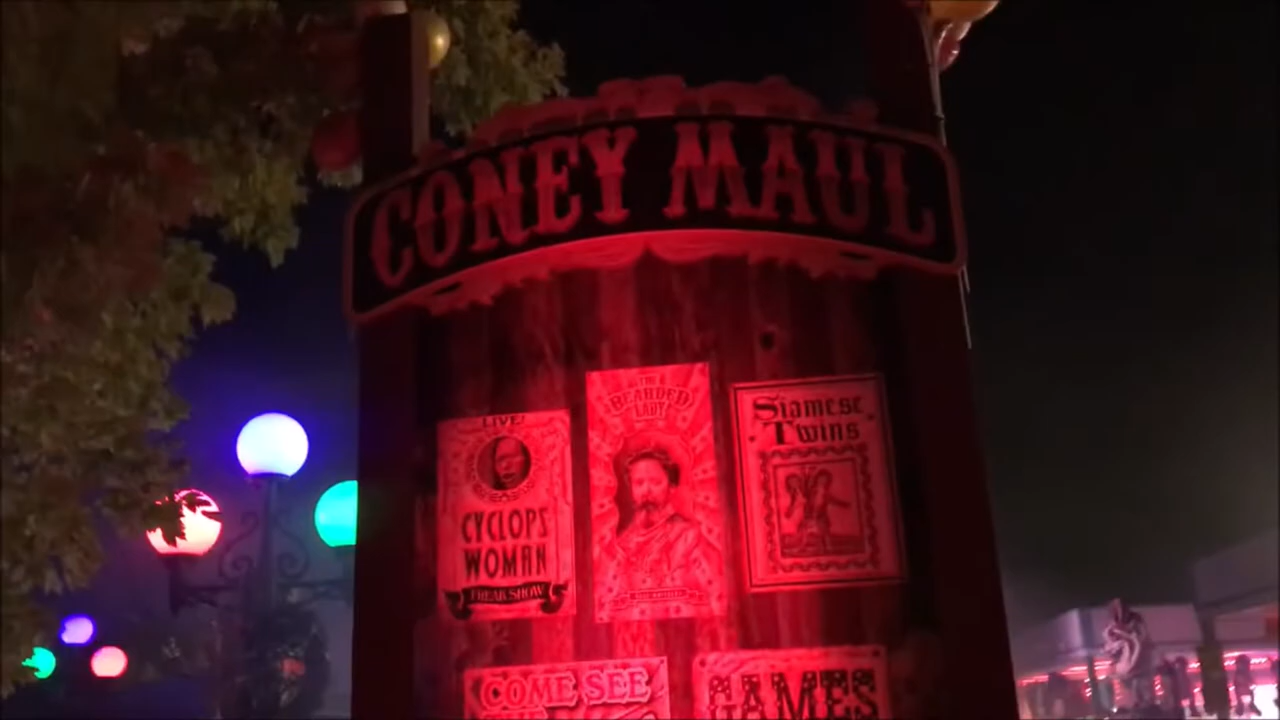 CONEY MAUL
LIVE!
CYCLOPS
WOMAN
FREAK SHOW
THE
BEARDED
LADY
Siamese
Twins
COME SEE
GAMES